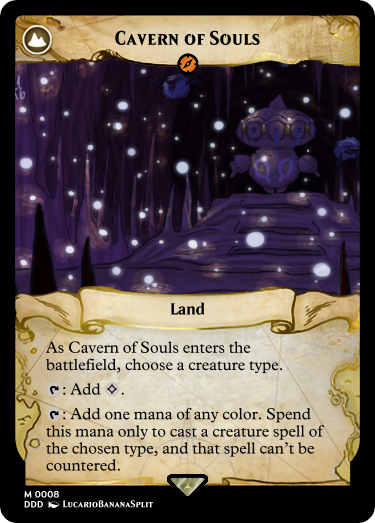 CAVERN OF SOULS
Land
As Cavern of Souls enters the
battlefield, choose a creature type.
: Add .
: Add one mana of any color. Spend
this mana only to cast a creature spell of
the chosen type, and that spell can't be
countered.
M 0008
DDD LUCARIOBANANASPLIT